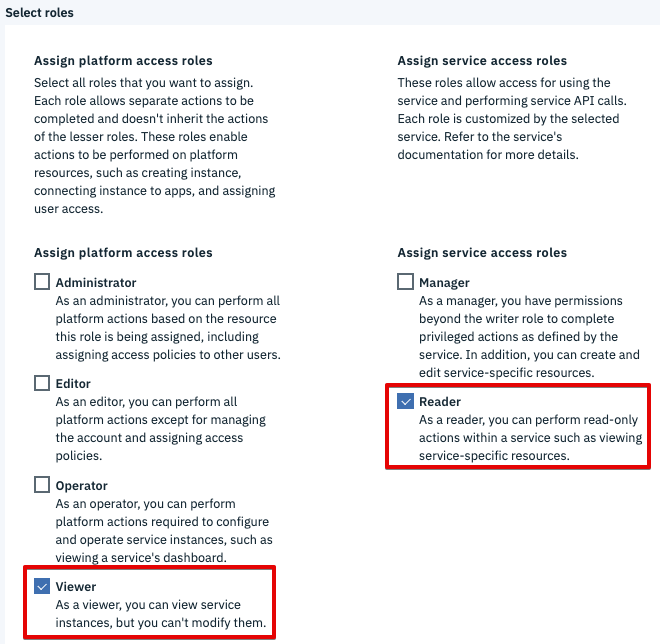 Select roles
Assign platform access roles
Select all roles that you want to assign.
Each role allows separate actions to be
completed and doesn't inherit the actions
of the lesser roles. These roles enable
actions to be performed on platform
resources, such as creating instance,
connecting instance to apps, and assigning
user access.
Assign service access roles
These roles allow access for using the
service and performing service API calls.
Each role is customized by the selected
service. Refer to the service's
documentation for more details.
Assign platform access roles
Administrator
As an administrator, you can perform all
platform actions based on the resource
this role is being assigned, including
assigning access policies to other users.
Editor
As an editor, you can perform all
platform actions except for managing
the account and assigning access
policies.
Operator
As an operator, you can perform
platform actions required to configure
and operate service instances, such as
viewing a service's dashboard.
Viewer
As a viewer, you can view service
instances, but you can't modify them.
Assign service access roles
Manager
As a manager, you have permissions
beyond the writer role to complete
privileged actions as defined by the
service. In addition, you can create and
edit service-specific resources.
Reader
As a reader, you can perform read-only
actions within a service such as viewing
service-specific resources.